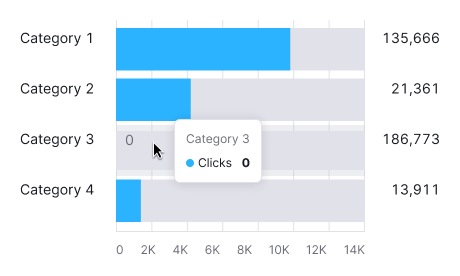 Category 1 135,666
Category 2 21,361
Category 3 0 186,773
Category 3
Clicks 0
Category 4 13,911
0 2K 4K 6K 8K 10K 12K 14K